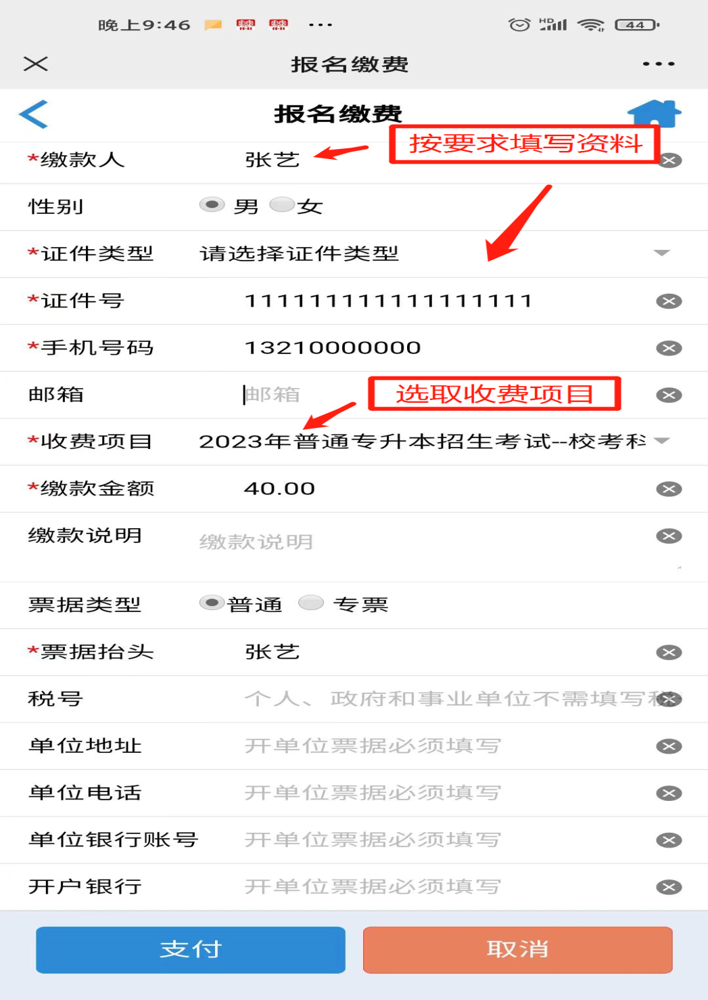 晚上9:46
HD
44
报名缴费
报名缴费
按要求填写资料
*缴款人 张艺
性别 男 女
*证件类型 请选择证件类型
*证件号 111111111111111111
*手机号码 13210000000
邮箱 邮箱
选取收费项目
*收费项目 2023年普通专升本招生考试--校考科
*缴款金额 40.00
缴款说明 缴款说明
票据类型 普通 专票
*票据抬头 张艺
税号 个人、政府和事业单位不需填写税
单位地址 开单位票据必须填写
单位电话 开单位票据必须填写
单位银行账号 开单位票据必须填写
开户银行 开单位票据必须填写
支付 取消